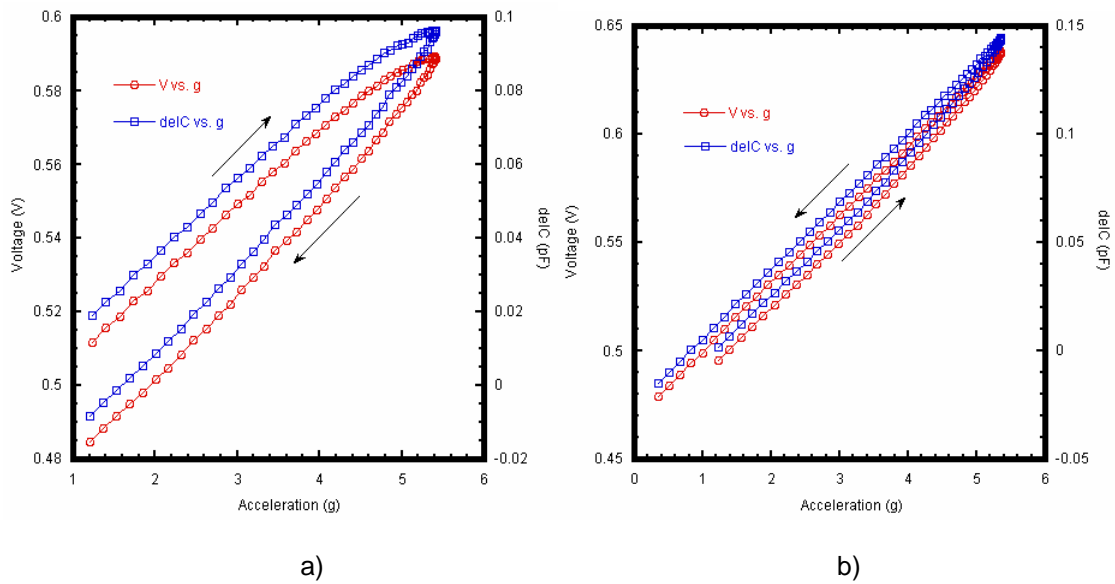 0.6
0.58
0.56
0.54
0.52
0.5
0.48
Voltage (V)
V vs. g
delC vs. g
0.1
0.08
0.06
0.04
0.02
0
-0.02
delC (pF)
1 2 3 4 5 6
Acceleration (g)
a)
0.65
0.6
0.55
0.5
0.45
Voltage (V)
V vs. g
delC vs. g
0.15
0.1
0.05
0
-0.05
delC (pF)
0 1 2 3 4 5 6
Acceleration (g)
b)